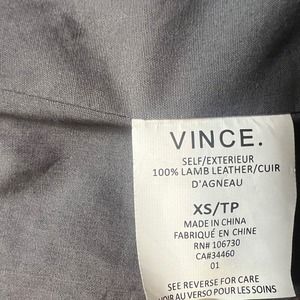 VINCE.
SELF/EXTERIEUR
100% LAMB LEATHER/CUIR
D'AGNEAU
XS/TP
MADE IN CHINA
FABRIQUÉ EN CHINE
RN# 106730
CA#34460
01
SEE REVERSE FOR CARE
VOIR AU VERSO POUR LES SOINS